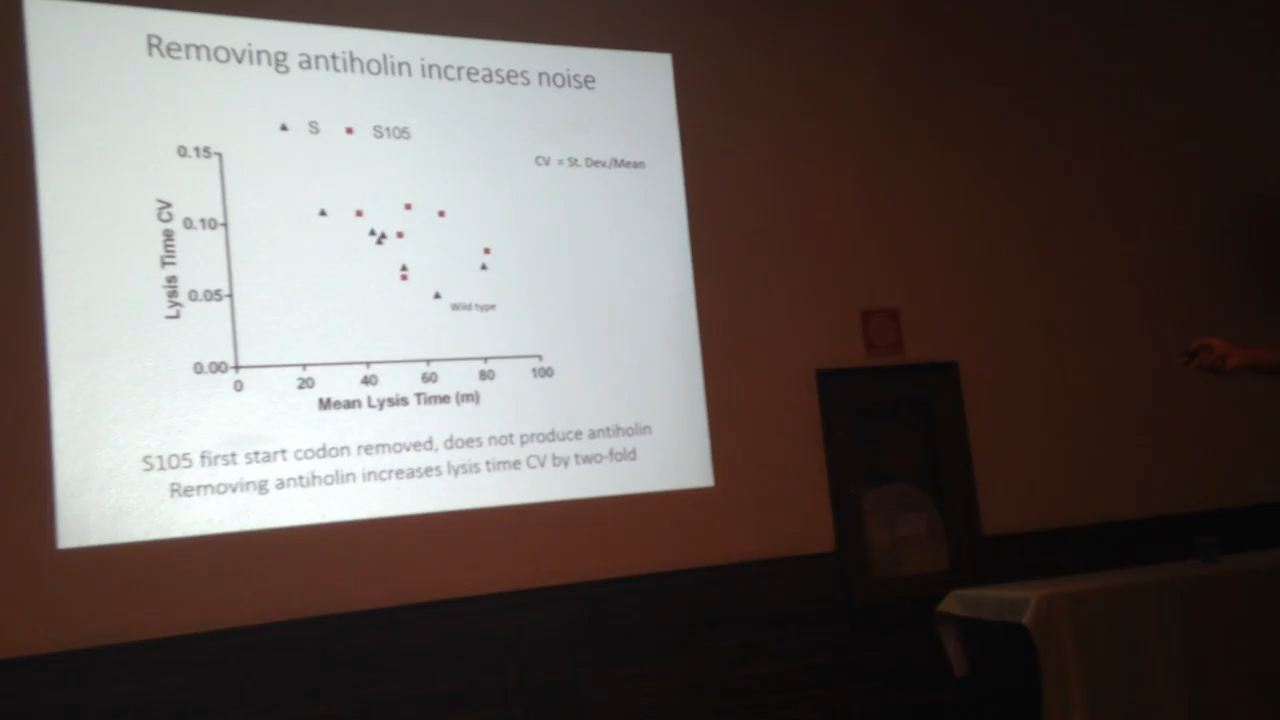 Removing antiholin increases noise
S S105
CV = St. Dev./Mean
0.15
0.10
0.05
0.00
Lysis Time CV
Wild type
0 20 40 60 80 100
Mean Lysis Time (m)
S105 first start codon removed, does not produce antiholin
Removing antiholin increases lysis time CV by two-fold